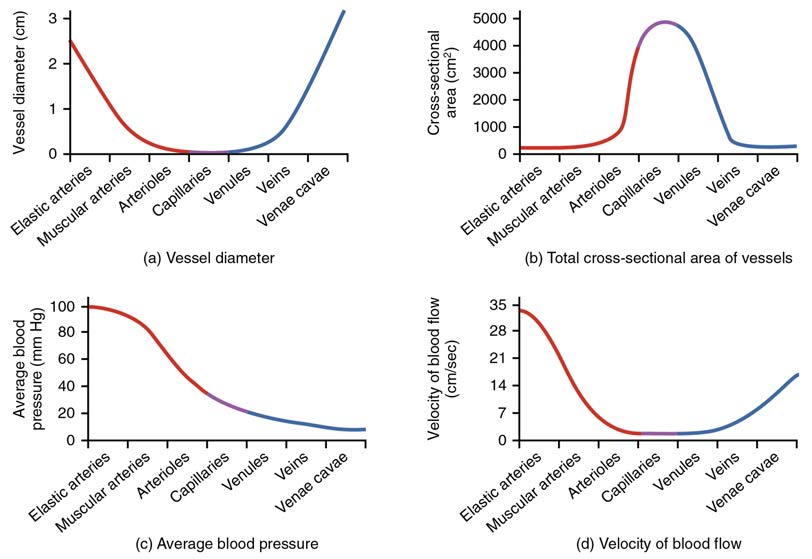 Vessel diameter (cm)
3
2
1
0
Elastic arteries
Muscular arteries
Arterioles
Capillaries
Venules
Veins
Venae cavae
(a) Vessel diameter
Cross-sectional
area (cm²)
5000
4000
3000
2000
1000
0
Elastic arteries
Muscular arteries
Arterioles
Capillaries
Venules
Veins
Venae cavae
(b) Total cross-sectional area of vessels
Average blood
pressure (mm Hg)
100
80
60
40
20
0
Elastic arteries
Muscular arteries
Arterioles
Capillaries
Venules
Veins
Venae cavae
(c) Average blood pressure
Velocity of blood flow
(cm/sec)
35
28
21
14
7
0
Elastic arteries
Muscular arteries
Arterioles
Capillaries
Venules
Veins
Venae cavae
(d) Velocity of blood flow